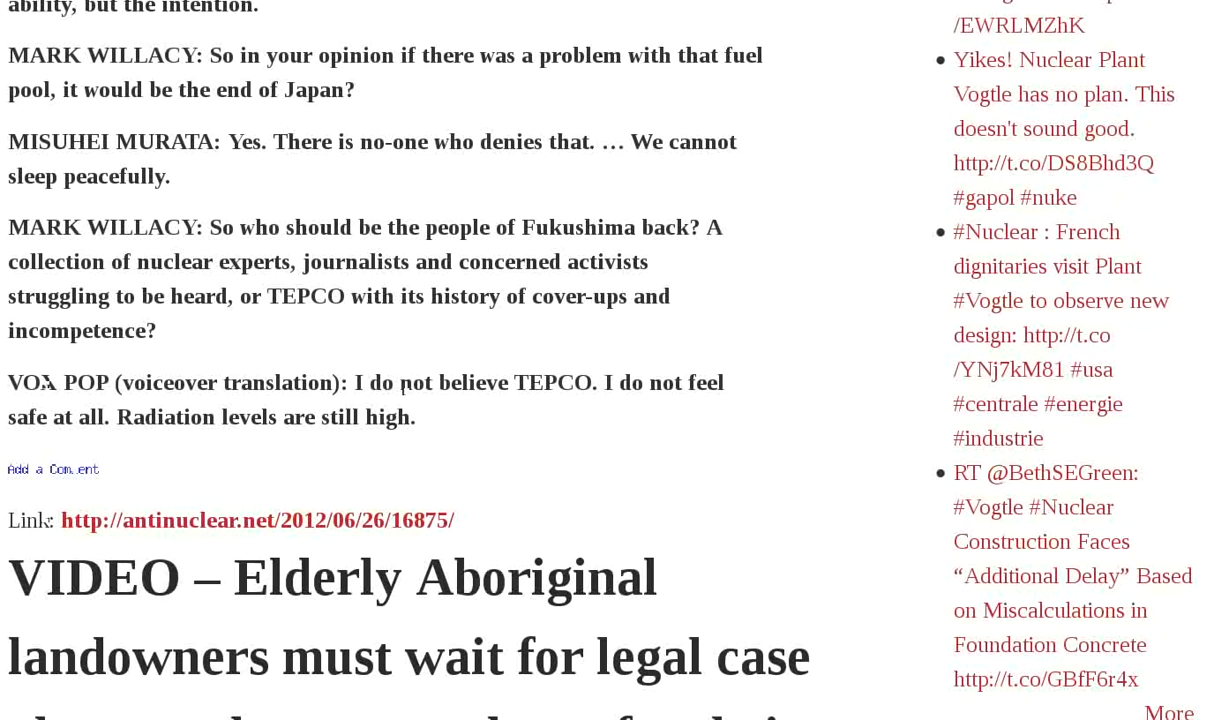 ability, but the intention.
MARK WILLACY: So in your opinion if there was a problem with that fuel
pool, it would be the end of Japan?
MISUHEI MURATA: Yes. There is no-one who denies that. … We cannot
sleep peacefully.
MARK WILLACY: So who should be the people of Fukushima back? A
collection of nuclear experts, journalists and concerned activists
struggling to be heard, or TEPCO with its history of cover-ups and
incompetence?
VOX POP (voiceover translation): I do not believe TEPCO. I do not feel
safe at all. Radiation levels are still high.
Add a Comment
Link: http://antinuclear.net/2012/06/26/16875/
VIDEO – Elderly Aboriginal
landowners must wait for legal case
/EWRLMZhK
Yikes! Nuclear Plant
Vogtle has no plan. This
doesn't sound good.
http://t.co/DS8Bhd3Q
#gapol #nuke
#Nuclear : French
dignitaries visit Plant
#Vogtle to observe new
design: http://t.co
/YNj7kM81 #usa
#centrale #energie
#industrie
RT @BethSEGreen:
#Vogtle #Nuclear
Construction Faces
“Additional Delay” Based
on Miscalculations in
Foundation Concrete
http://t.co/GBfF6r4x
More